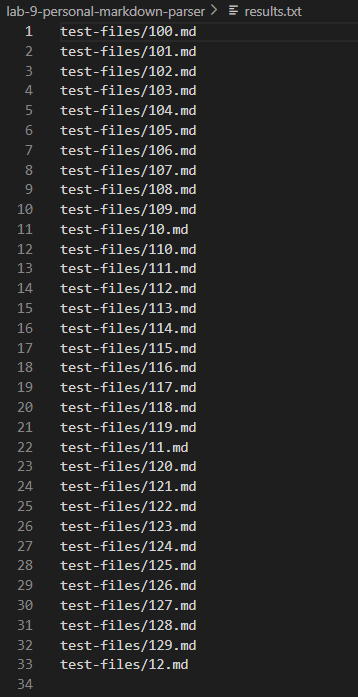 lab-9-personal-markdown-parser > results.txt
1 test-files/100.md
2 test-files/101.md
3 test-files/102.md
4 test-files/103.md
5 test-files/104.md
6 test-files/105.md
7 test-files/106.md
8 test-files/107.md
9 test-files/108.md
10 test-files/109.md
11 test-files/10.md
12 test-files/110.md
13 test-files/111.md
14 test-files/112.md
15 test-files/113.md
16 test-files/114.md
17 test-files/115.md
18 test-files/116.md
19 test-files/117.md
20 test-files/118.md
21 test-files/119.md
22 test-files/11.md
23 test-files/120.md
24 test-files/121.md
25 test-files/122.md
26 test-files/123.md
27 test-files/124.md
28 test-files/125.md
29 test-files/126.md
30 test-files/127.md
31 test-files/128.md
32 test-files/129.md
33 test-files/12.md
34